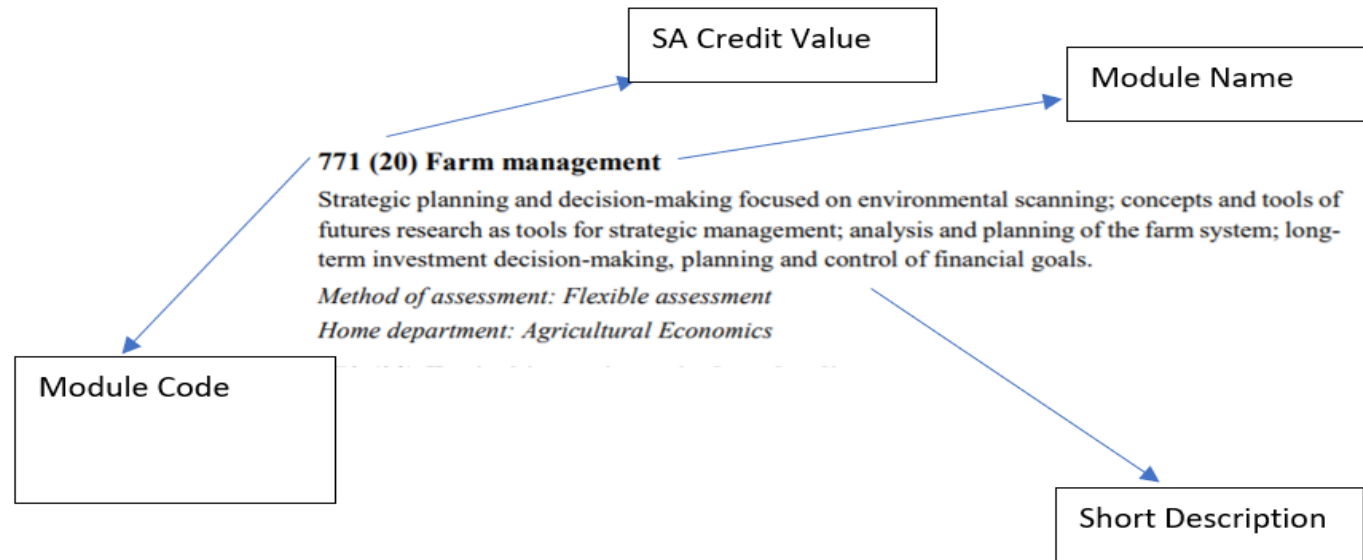 SA Credit Value
Module Name
771 (20) Farm management
Strategic planning and decision-making focused on environmental scanning; concepts and tools of
futures research as tools for strategic management; analysis and planning of the farm system; long-
term investment decision-making, planning and control of financial goals.
Method of assessment: Flexible assessment
Home department: Agricultural Economics
Module Code
Short Description